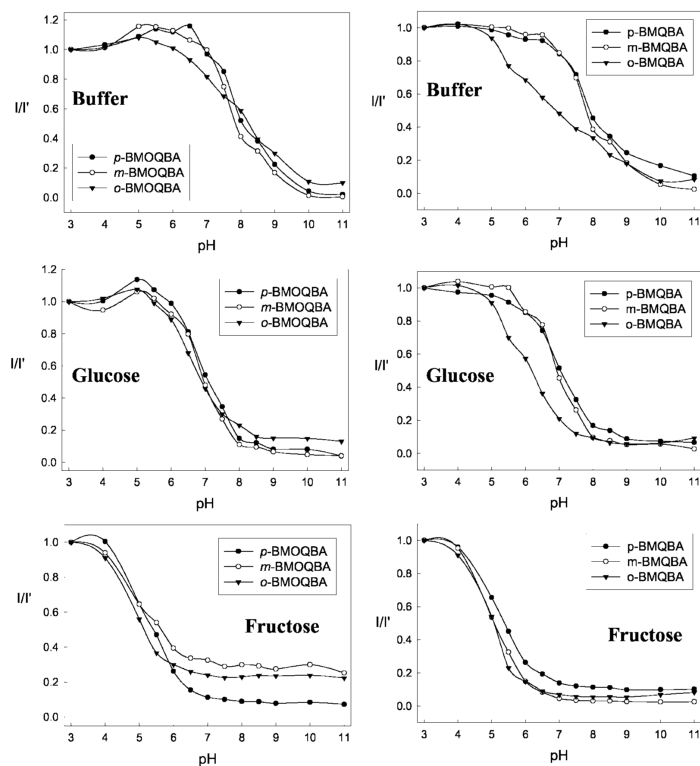 1.2
1.0
0.8
0.6
0.4
0.2
0.0
I/I'
Buffer
p-BMOQBA
m-BMOQBA
o-BMOQBA
3 4 5 6 7 8 9 10 11
pH
1.0
0.8
0.6
0.4
0.2
0.0
I/I'
Buffer
p-BMQBA
m-BMQBA
o-BMQBA
3 4 5 6 7 8 9 10 11
pH
1.2
1.0
0.8
0.6
0.4
0.2
0.0
I/I'
Glucose
p-BMOQBA
m-BMOQBA
o-BMOQBA
3 4 5 6 7 8 9 10 11
pH
1.0
0.8
0.6
0.4
0.2
0.0
I/I'
Glucose
p-BMQBA
m-BMQBA
o-BMQBA
3 4 5 6 7 8 9 10 11
pH
1.0
0.8
0.6
0.4
0.2
0.0
I/I'
Fructose
p-BMOQBA
m-BMOQBA
o-BMOQBA
3 4 5 6 7 8 9 10 11
pH
1.0
0.8
0.6
0.4
0.2
0.0
I/I'
Fructose
p-BMQBA
m-BMQBA
o-BMQBA
3 4 5 6 7 8 9 10 11
pH